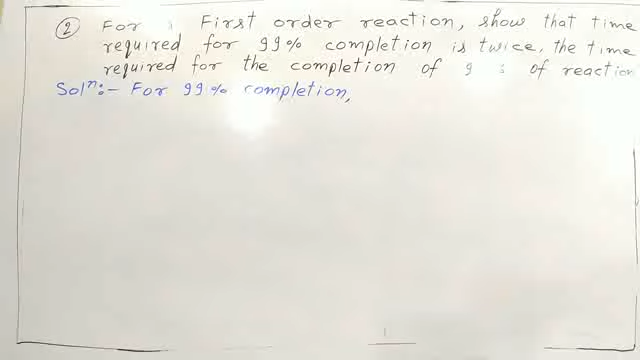 2 For First order reaction, show that time
required for 99% completion is twice, the time
required for the completion of 9 of reaction
Solⁿ:- For 99% completion,